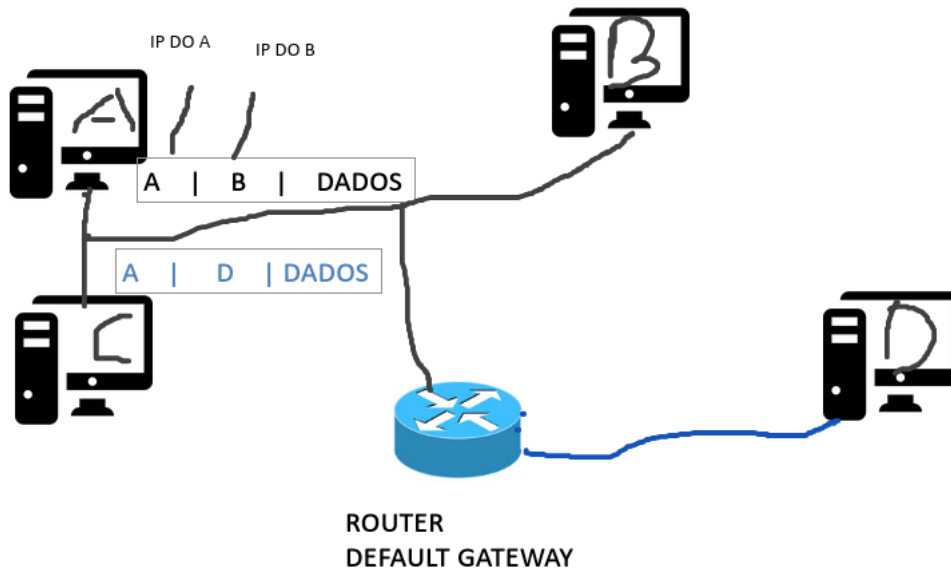 IP DO A
IP DO B
A
B
A | B | DADOS
A | D | DADOS
C
D
ROUTER
DEFAULT GATEWAY